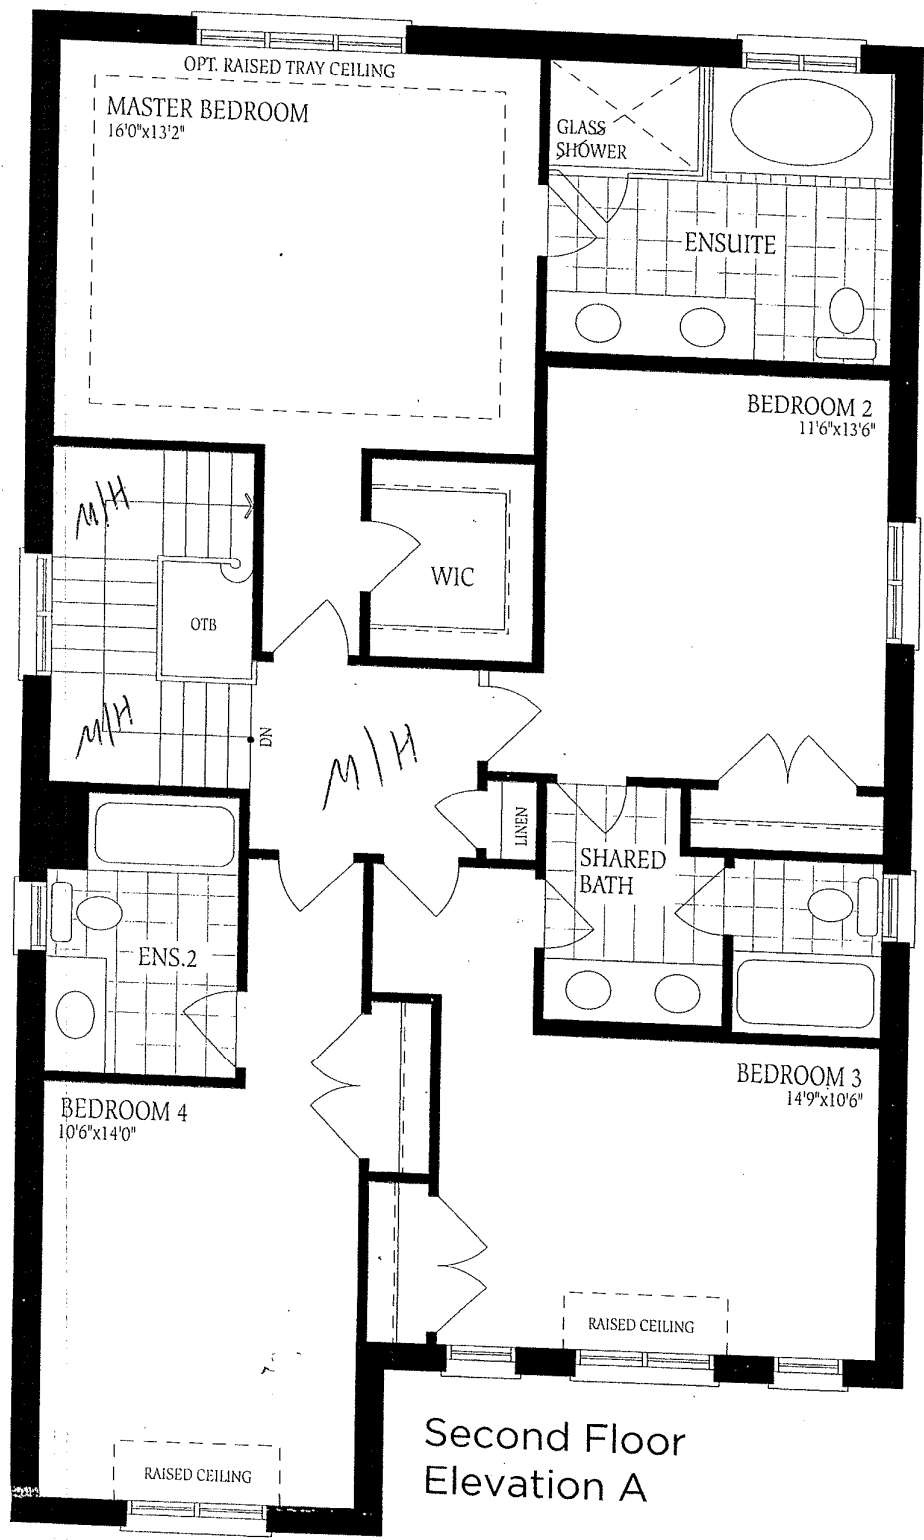 OPT. RAISED TRAY CEILING
MASTER BEDROOM
16'0"x13'2"
GLASS
SHOWER
ENSUITE
BEDROOM 2
11'6"x13'6"
M/H
WIC
OTB
M/H
DN
M/H
LINEN
SHARED
BATH
ENS.2
BEDROOM 3
14'9"x10'6"
BEDROOM 4
10'6"x14'0"
RAISED CEILING
RAISED CEILING
Second Floor
Elevation A